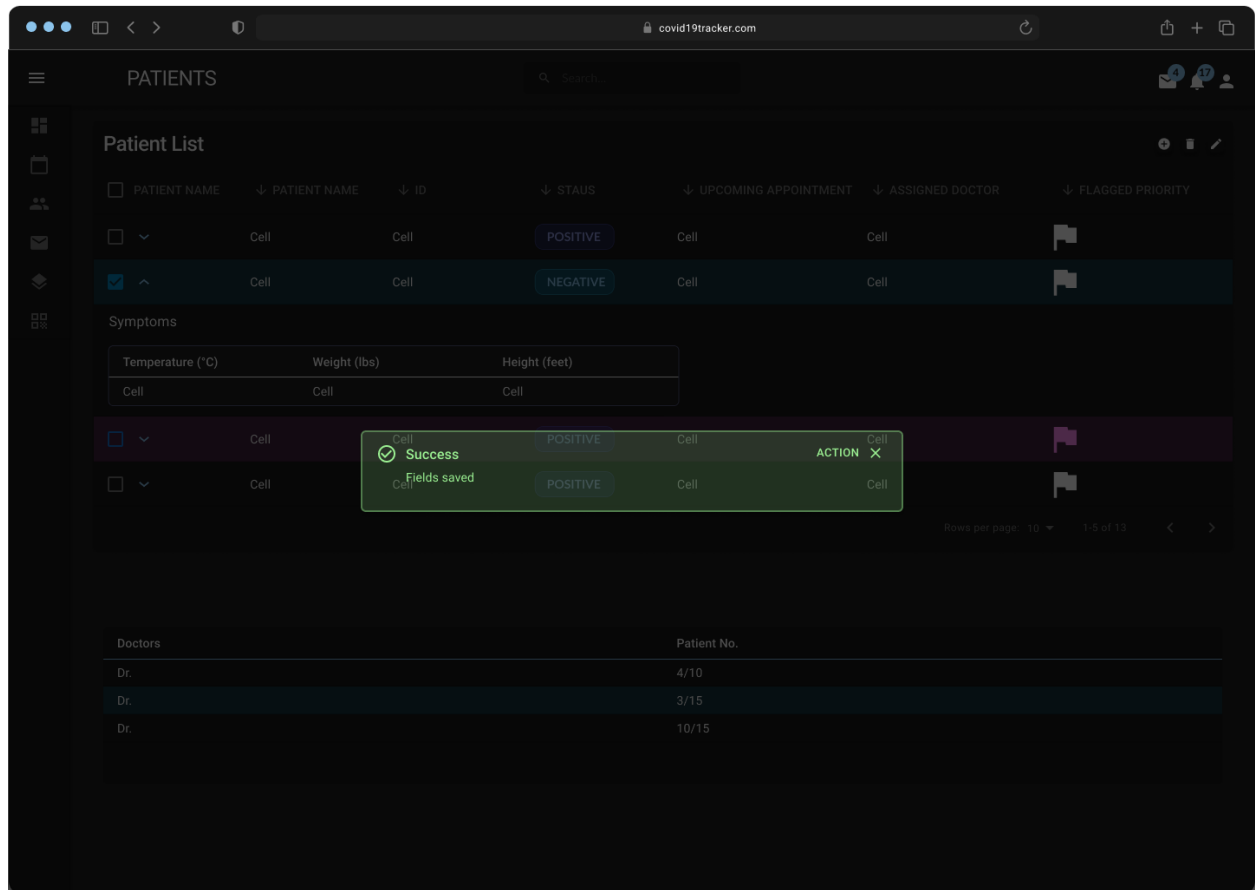 covid19tracker.com
PATIENTS Search... 4 17
Patient List
PATIENT NAME PATIENT NAME ID STAUS UPCOMING APPOINTMENT ASSIGNED DOCTOR FLAGGED PRIORITY
Cell Cell POSITIVE Cell Cell
Cell Cell NEGATIVE Cell Cell
Symptoms
Temperature (°C) Weight (lbs) Height (feet)
Cell Cell Cell
Cell Cell POSITIVE Cell Cell
Success ACTION
Fields saved
Cell Cell POSITIVE Cell Cell
Rows per page 10 1-5 of 13
Doctors Patient No.
Dr. 4/10
Dr. 3/15
Dr. 10/15